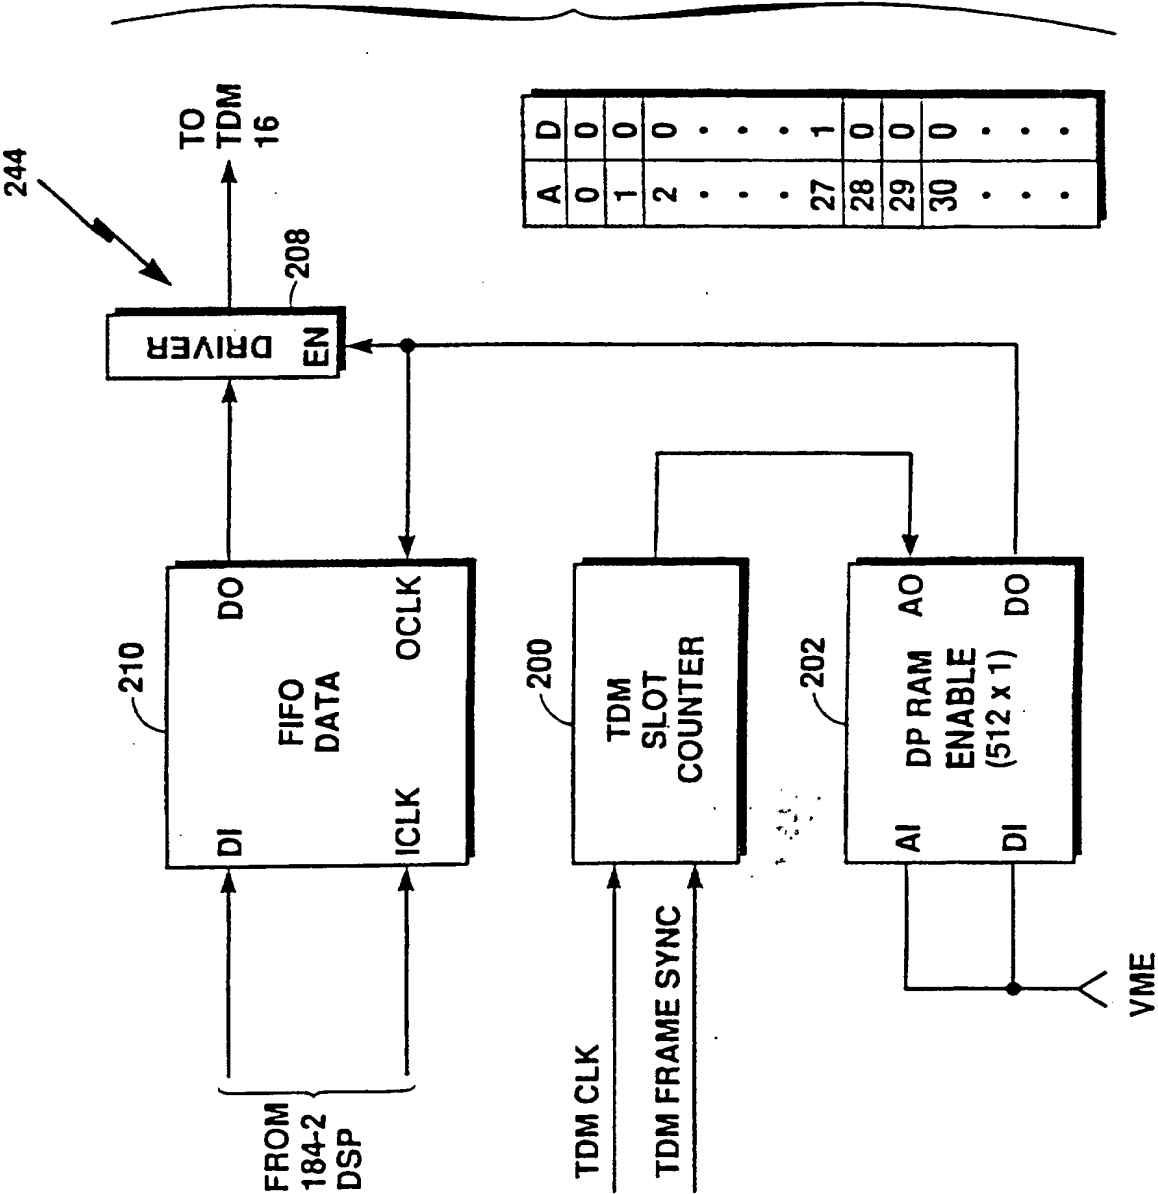 244
TO
TDM
16
DRIVER
EN
208
210
DI
DO
FIFO
DATA
ICLK
OCLK
FROM
184-2
DSP
200
TDM
SLOT
COUNTER
TDM CLK
TDM FRAME SYNC
202
AI
AO
DP RAM
ENABLE
(512 x 1)
DI
DO
VME
A D
0 0
1 0
2 0
· ·
· ·
· ·
27 1
28 0
29 0
30 0
· ·
· ·
· ·